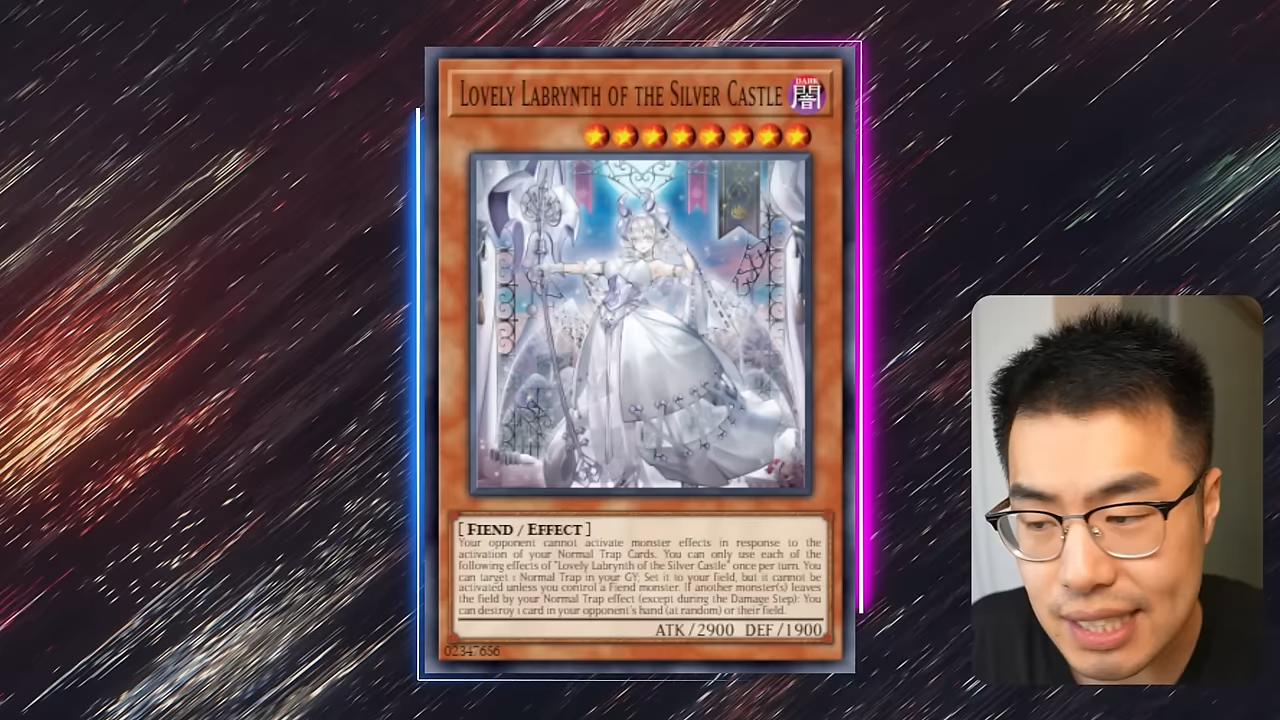 LOVELY LABRYNTH OF THE SILVER CASTLE
DARK
闇
[ FIEND / EFFECT ]
Your opponent cannot activate monster effects in response to the
activation of your Normal Trap Cards. You can only use each of the
following effects of "Lovely Labrynth of the Silver Castle" once per turn. You
can target 1 Normal Trap in your GY; Set it to your field, but it cannot be
activated unless you control a Fiend monster. If another monster(s) leaves
the field by your Normal Trap effect (except during the Damage Step): You
can destroy 1 card in your opponent's hand (at random) or their field.
ATK/2900 DEF/1900
02347656